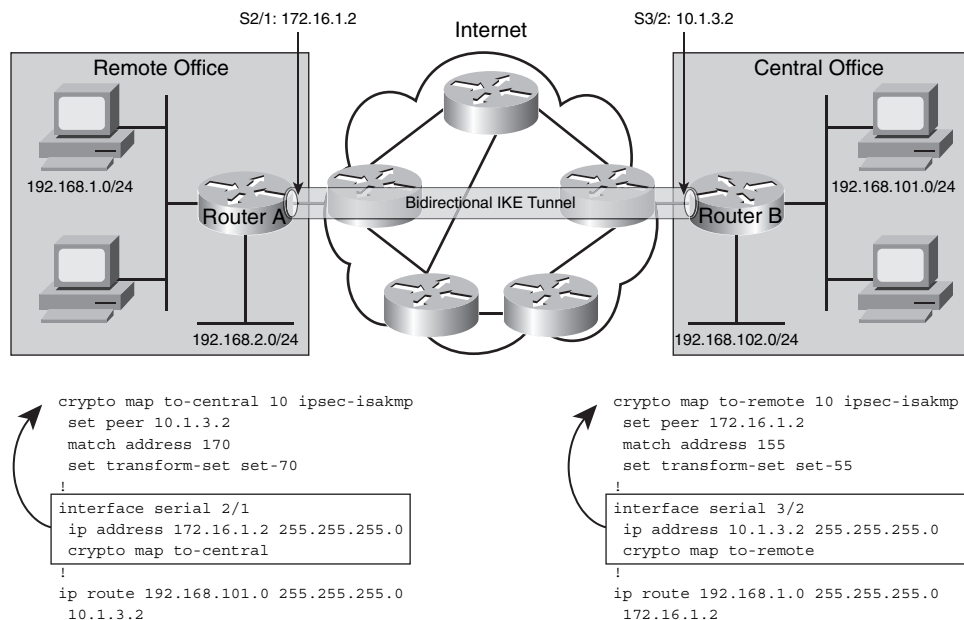 S2/1: 172.16.1.2
Internet
S3/2: 10.1.3.2
Remote Office
Central Office
192.168.1.0/24
192.168.101.0/24
Router A
Bidirectional IKE Tunnel
Router B
192.168.2.0/24
192.168.102.0/24
crypto map to-central 10 ipsec-isakmp
set peer 10.1.3.2
match address 170
set transform-set set-70
!
interface serial 2/1
ip address 172.16.1.2 255.255.255.0
crypto map to-central
!
ip route 192.168.101.0 255.255.255.0
10.1.3.2
crypto map to-remote 10 ipsec-isakmp
set peer 172.16.1.2
match address 155
set transform-set set-55
!
interface serial 3/2
ip address 10.1.3.2 255.255.255.0
crypto map to-remote
!
ip route 192.168.1.0 255.255.255.0
172.16.1.2